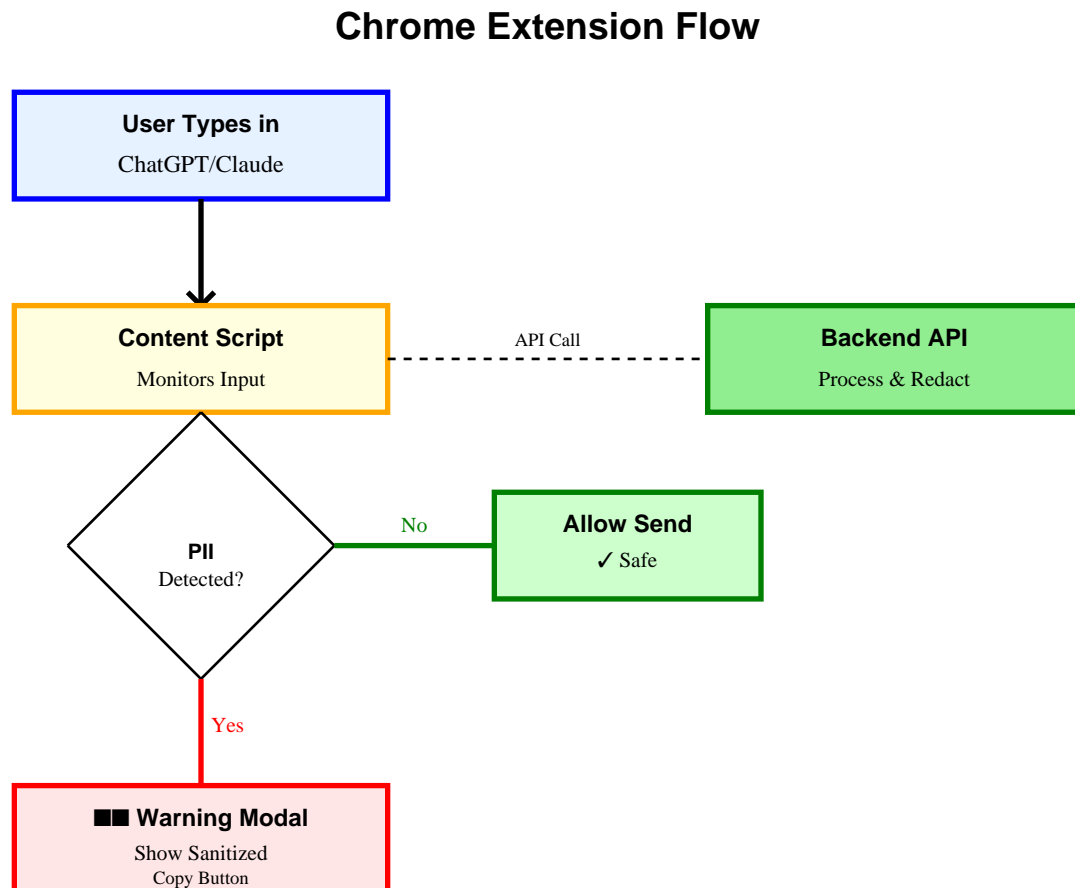 Chrome Extension Flow
User Types in
ChatGPT/Claude
Content Script
Monitors Input
API Call
Backend API
Process & Redact
PII
Detected?
No
Allow Send
✓ Safe
Yes
■■ Warning Modal
Show Sanitized
Copy Button